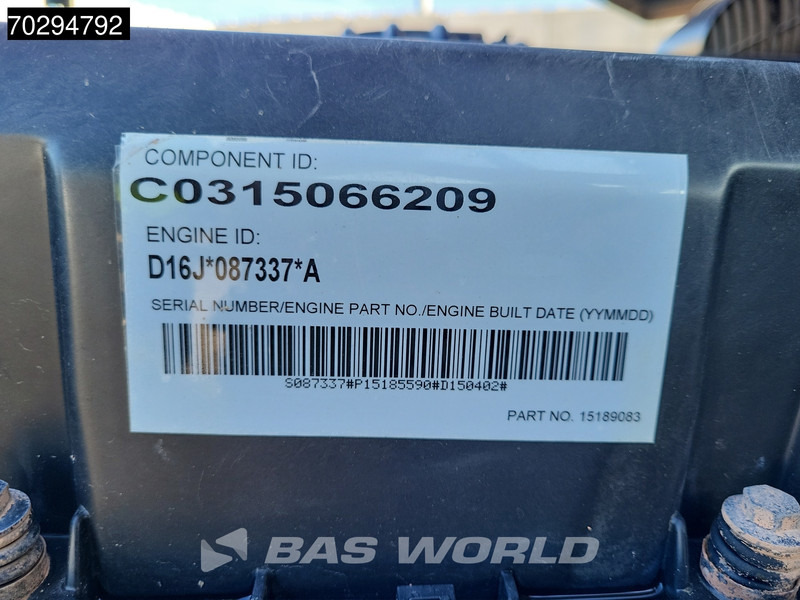 70294792
COMPONENT ID:
C0315066209
ENGINE ID:
D16J*087337*A
SERIAL NUMBER/ENGINE PART NO./ENGINE BUILT DATE (YYMMDD)
S087337#P15185590#D150402#
PART NO. 15189083
BAS WORLD